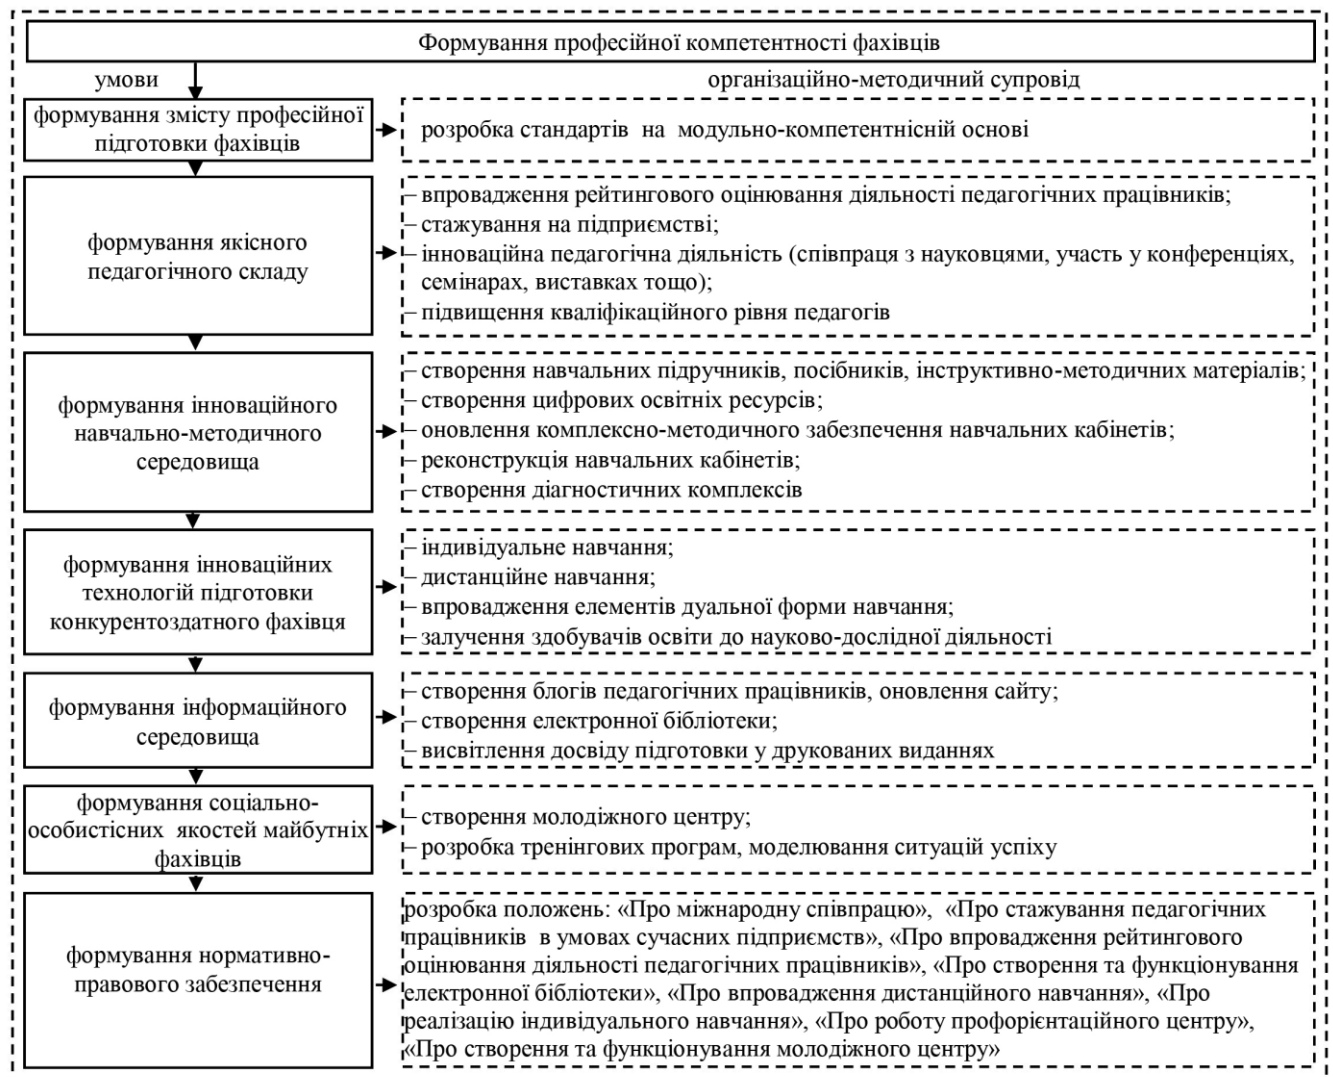 Формування професійної компетентності фахівців
умови
організаційно-методичний супровід
формування змісту професійної
підготовки фахівців
розробка стандартів на модульно-компетентнісній основі
формування якісного
педагогічного складу
– впровадження рейтингового оцінювання діяльності педагогічних працівників;
– стажування на підприємстві;
– інноваційна педагогічна діяльність (співпраця з науковцями, участь у конференціях,
семінарах, виставках тощо);
– підвищення кваліфікаційного рівня педагогів
формування інноваційного
навчально-методичного
середовища
– створення навчальних підручників, посібників, інструктивно-методичних матеріалів;
– створення цифрових освітніх ресурсів;
– оновлення комплексно-методичного забезпечення навчальних кабінетів;
– реконструкція навчальних кабінетів;
– створення діагностичних комплексів
формування інноваційних
технологій підготовки
конкурентоздатного фахівця
– індивідуальне навчання;
– дистанційне навчання;
– впровадження елементів дуальної форми навчання;
– залучення здобувачів освіти до науково-дослідної діяльності
формування інформаційного
середовища
– створення блогів педагогічних працівників, оновлення сайту;
– створення електронної бібліотеки;
– висвітлення досвіду підготовки у друкованих виданнях
формування соціально-
особистісних якостей майбутніх
фахівців
– створення молодіжного центру;
– розробка тренінгових програм, моделювання ситуацій успіху
формування нормативно-
правового забезпечення
розробка положень: «Про міжнародну співпрацю», «Про стажування педагогічних
працівників в умовах сучасних підприємств», «Про впровадження рейтингового
оцінювання діяльності педагогічних працівників», «Про створення та функціонування
електронної бібліотеки», «Про впровадження дистанційного навчання», «Про
реалізацію індивідуального навчання», «Про роботу профорієнтаційного центру»,
«Про створення та функціонування молодіжного центру»